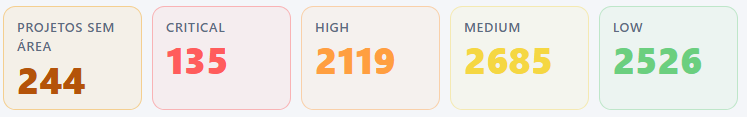 PROJETOS SEM
ÁREA
244
CRITICAL
135
HIGH
2119
MEDIUM
2685
LOW
2526